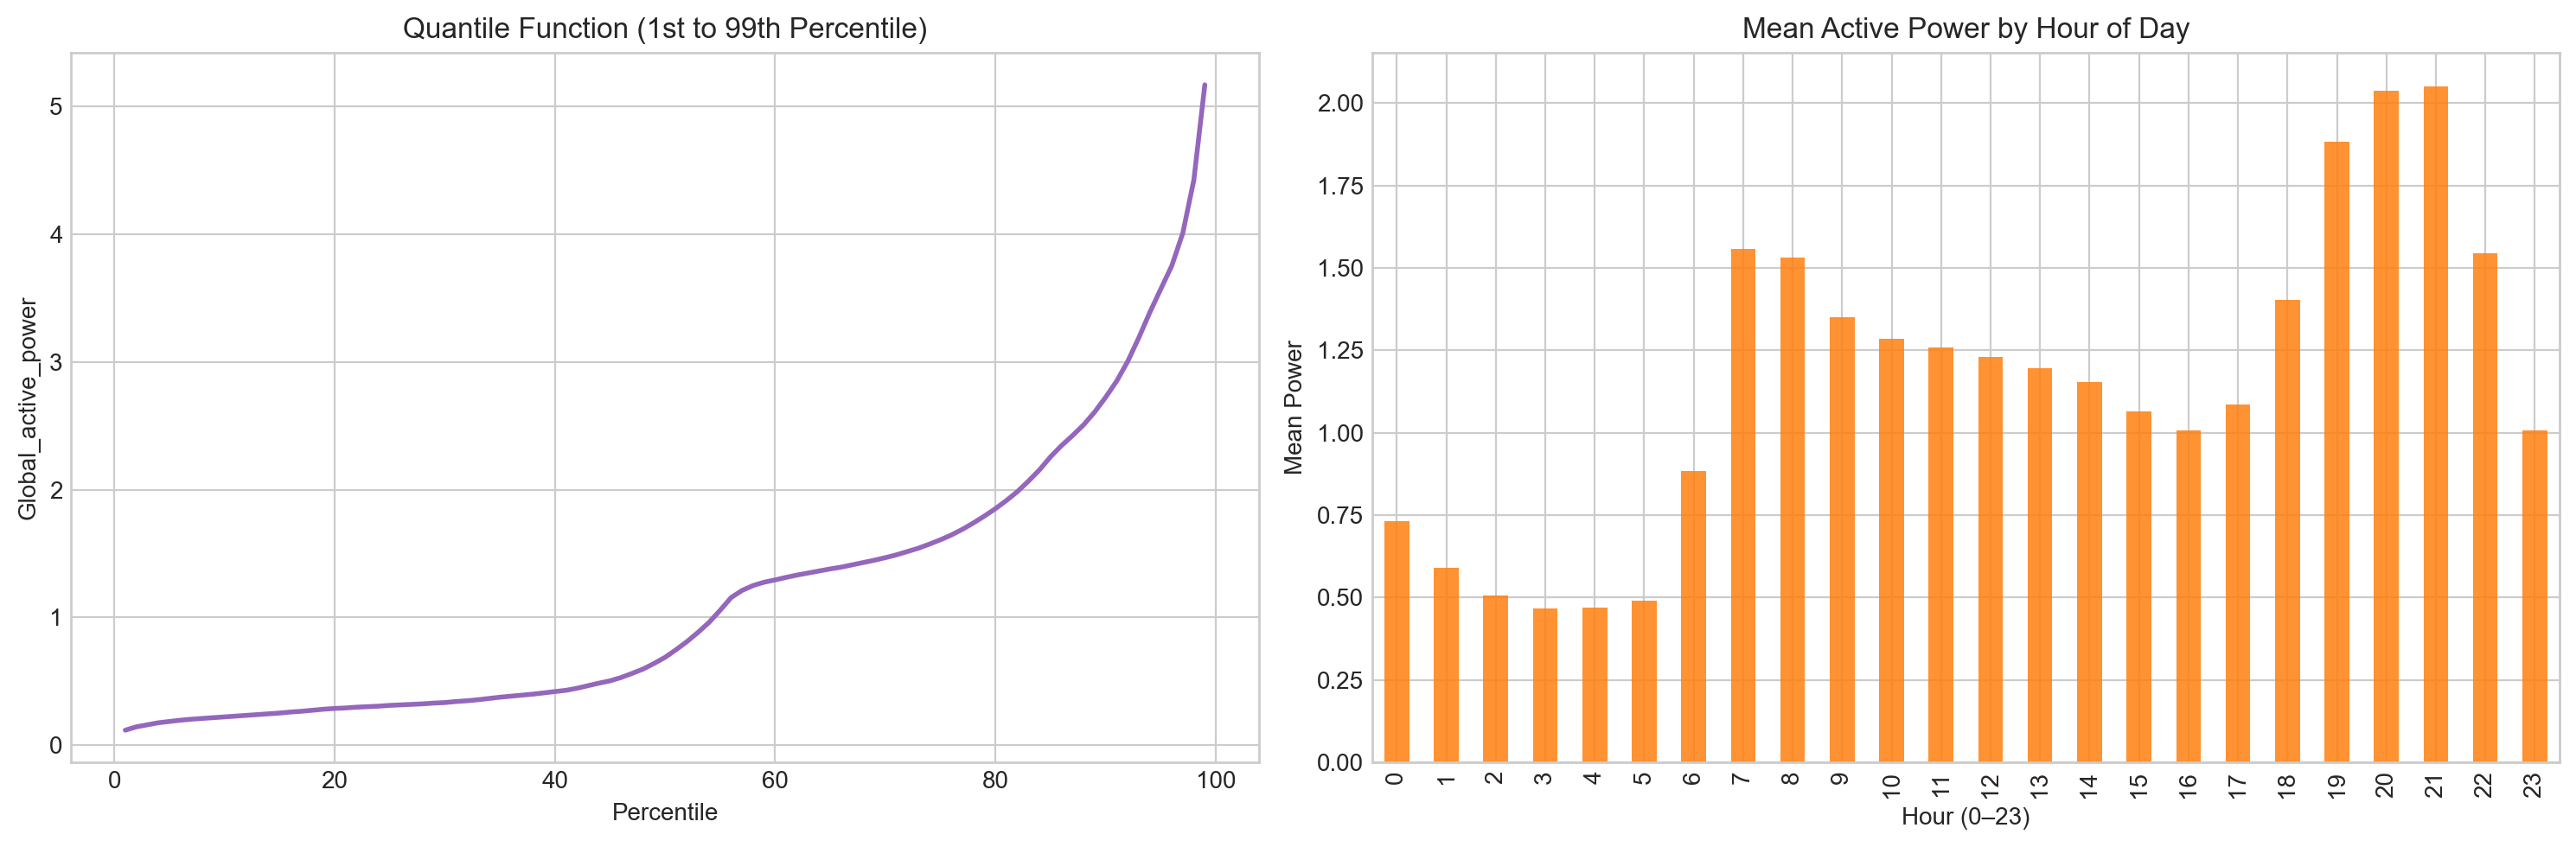 Quantile Function (1st to 99th Percentile)
Global_active_power
5
4
3
2
1
0
0 20 40 60 80 100
Percentile
Mean Active Power by Hour of Day
Mean Power
2.00
1.75
1.50
1.25
1.00
0.75
0.50
0.25
0.00
0 1 2 3 4 5 6 7 8 9 10 11 12 13 14 15 16 17 18 19 20 21 22 23
Hour (0–23)